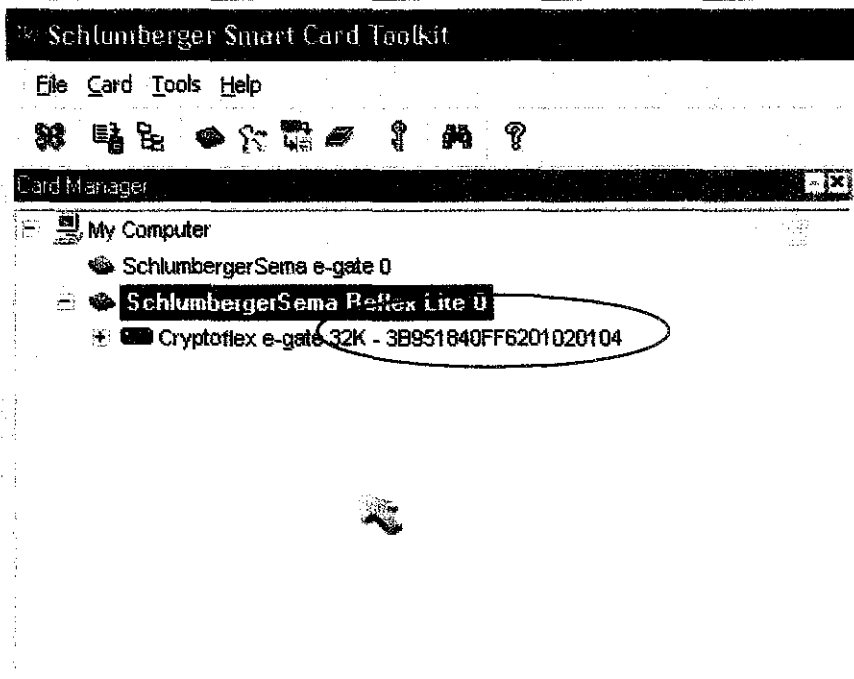 Schlumberger Smart Card Toolkit
File Card Tools Help
Card Manager
My Computer
SchlumbergerSema e-gate 0
SchlumbergerSema Reflex Lite 0
Cryptoflex e-gate 32K - 3B951840FF6201020104